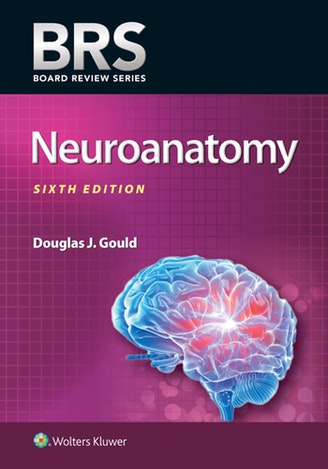 BRS
BOARD REVIEW SERIES
Neuroanatomy
SIXTH EDITION
Douglas J. Gould
Wolters Kluwer